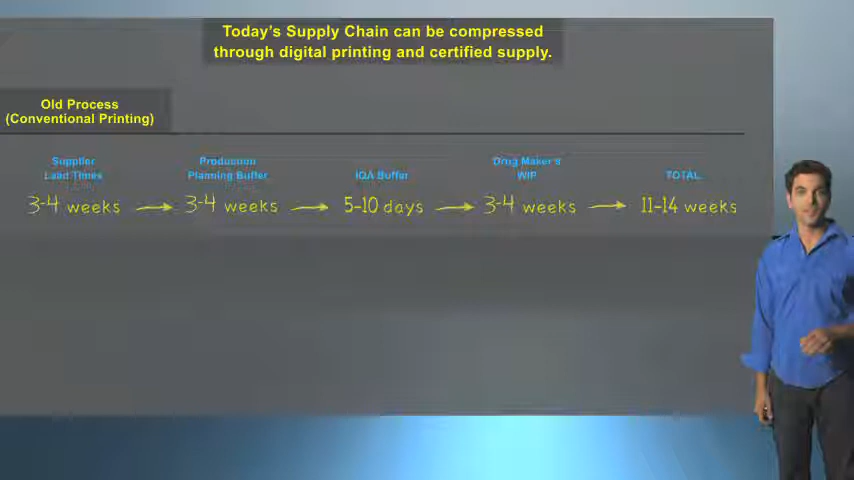 Today's Supply Chain can be compressed
through digital printing and certified supply.
Old Process
(Conventional Printing)
Supplier
Lead Times
Production
Planning Buffer
IQA Buffer
Drug Maker's
WIP
TOTAL
3-4 weeks → 3-4 weeks → 5-10 days → 3-4 weeks → 11-14 weeks